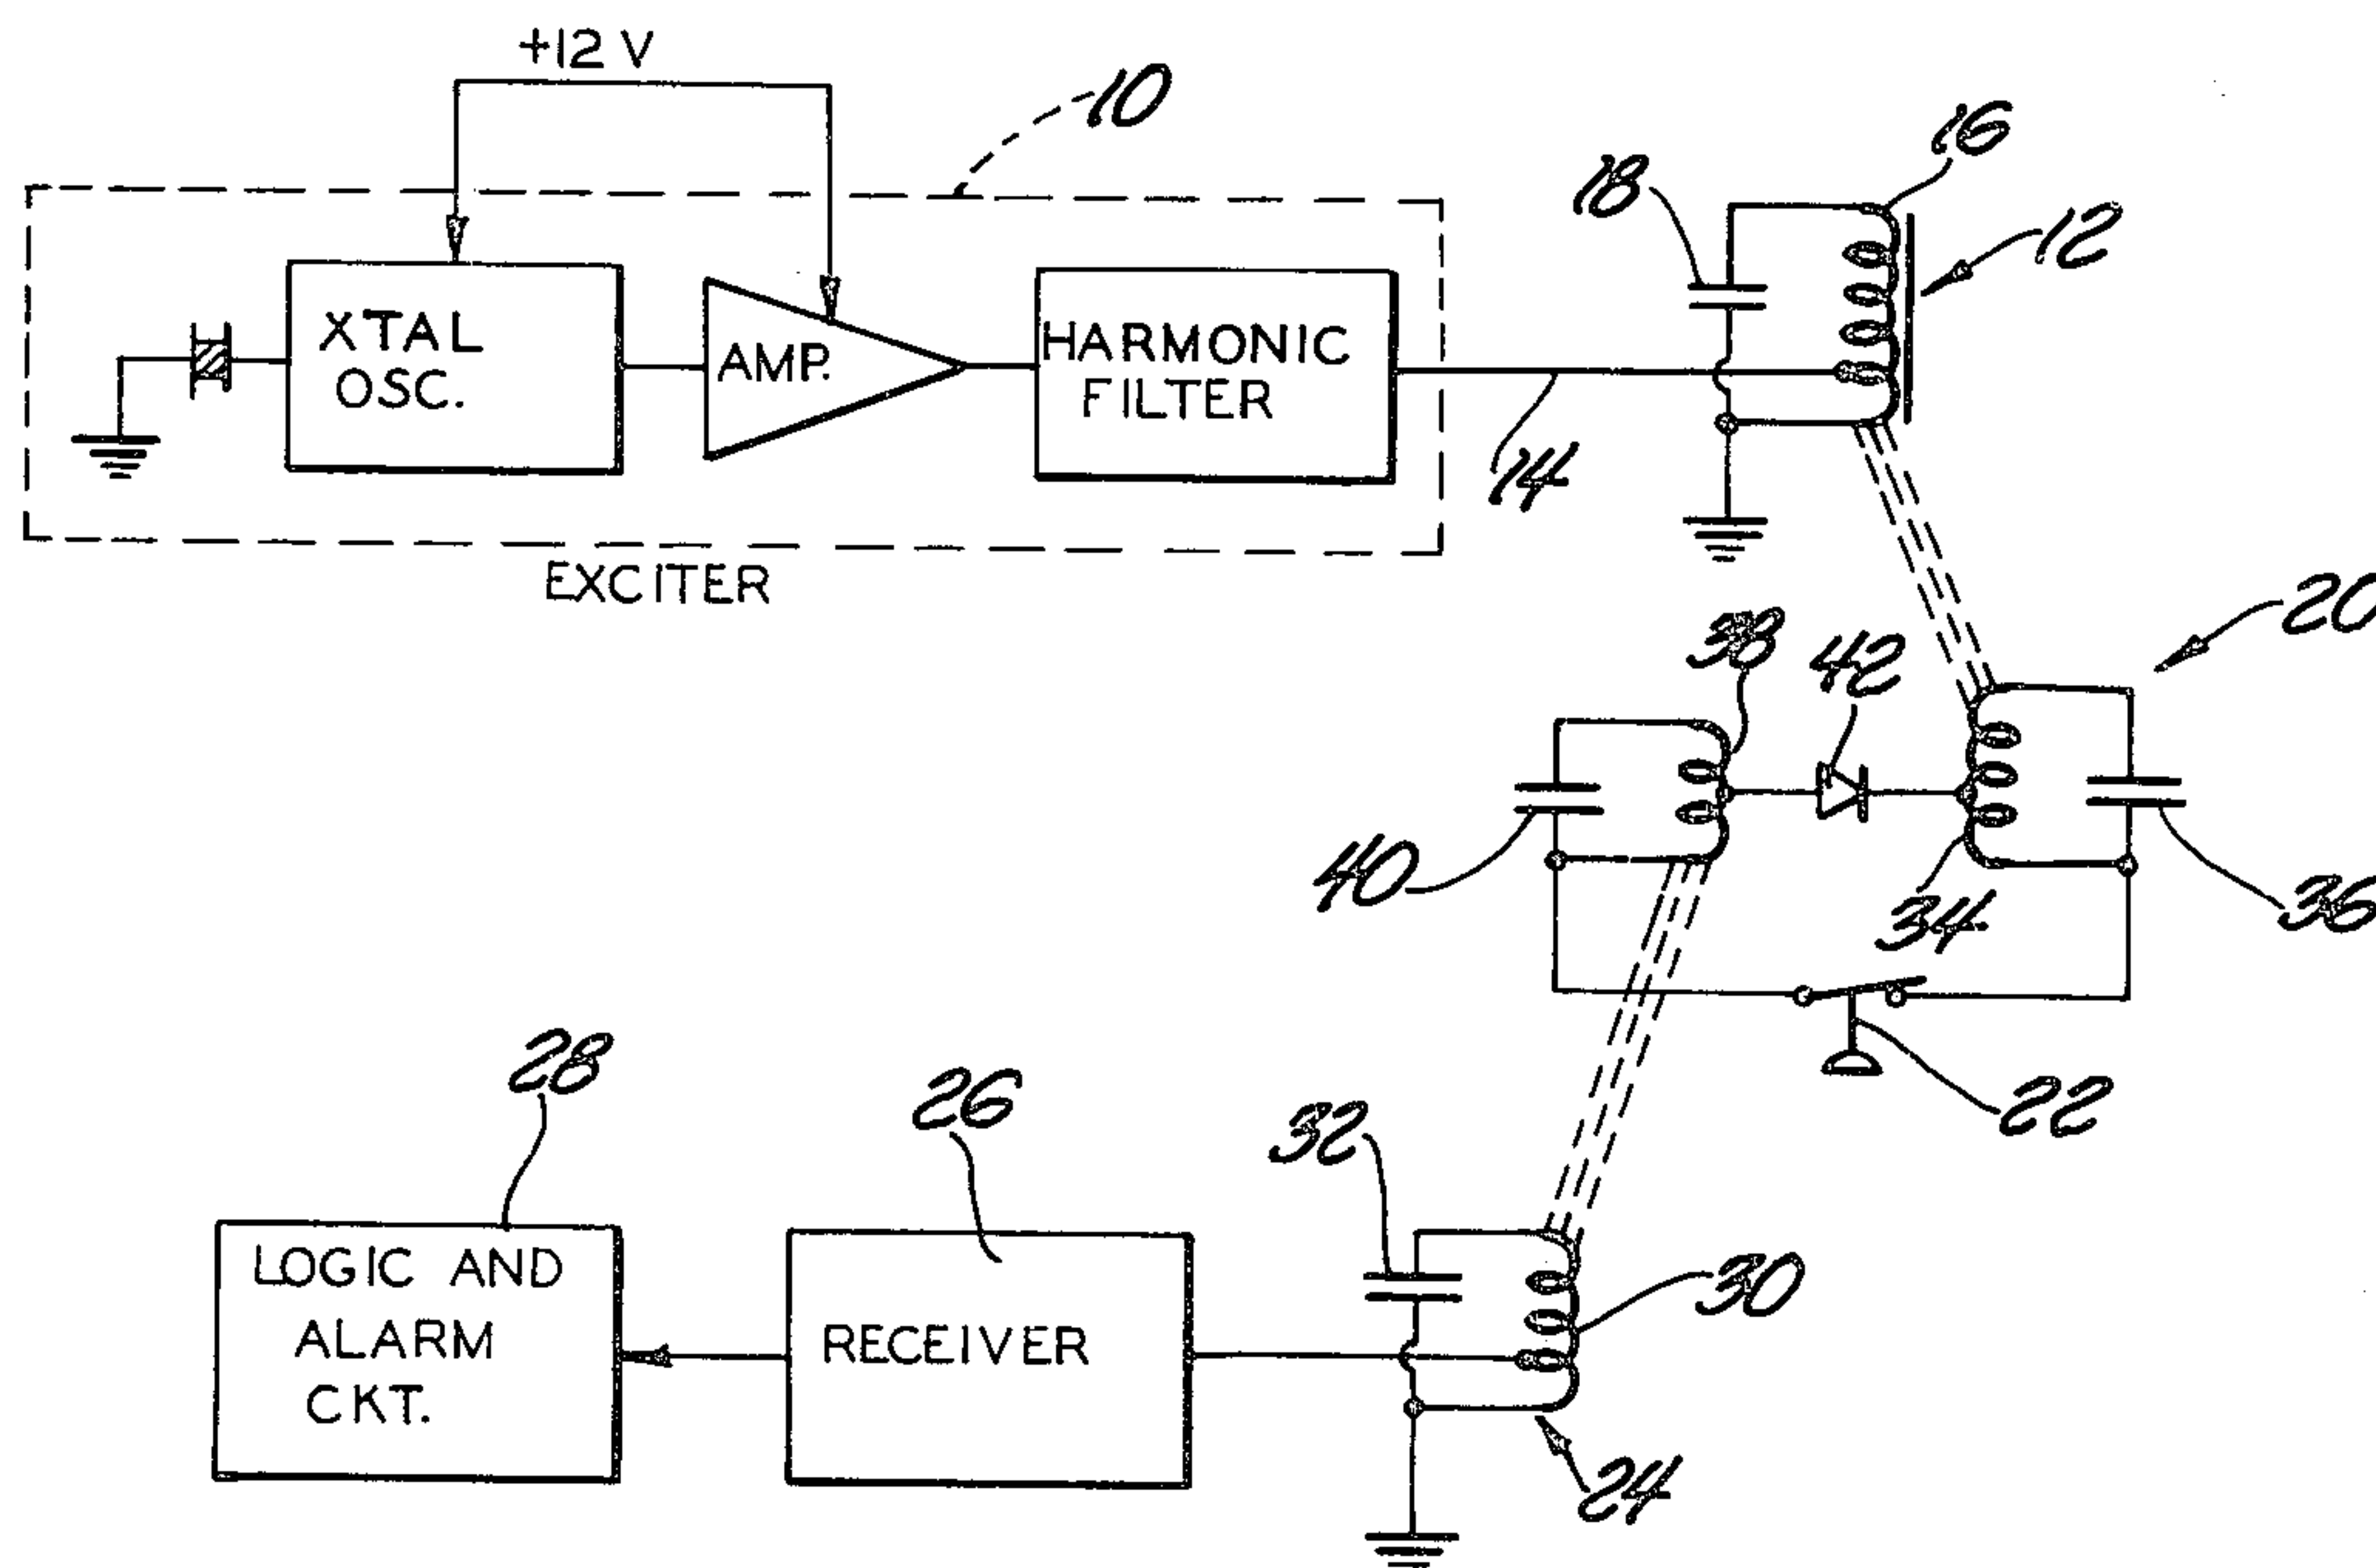 +12 V
10
16
18
12
XTAL
OSC.
AMP.
HARMONIC
FILTER
14
EXCITER
20
38
42
40
34
36
28
26
32
22
LOGIC AND
ALARM
CKT.
RECEIVER
30
24